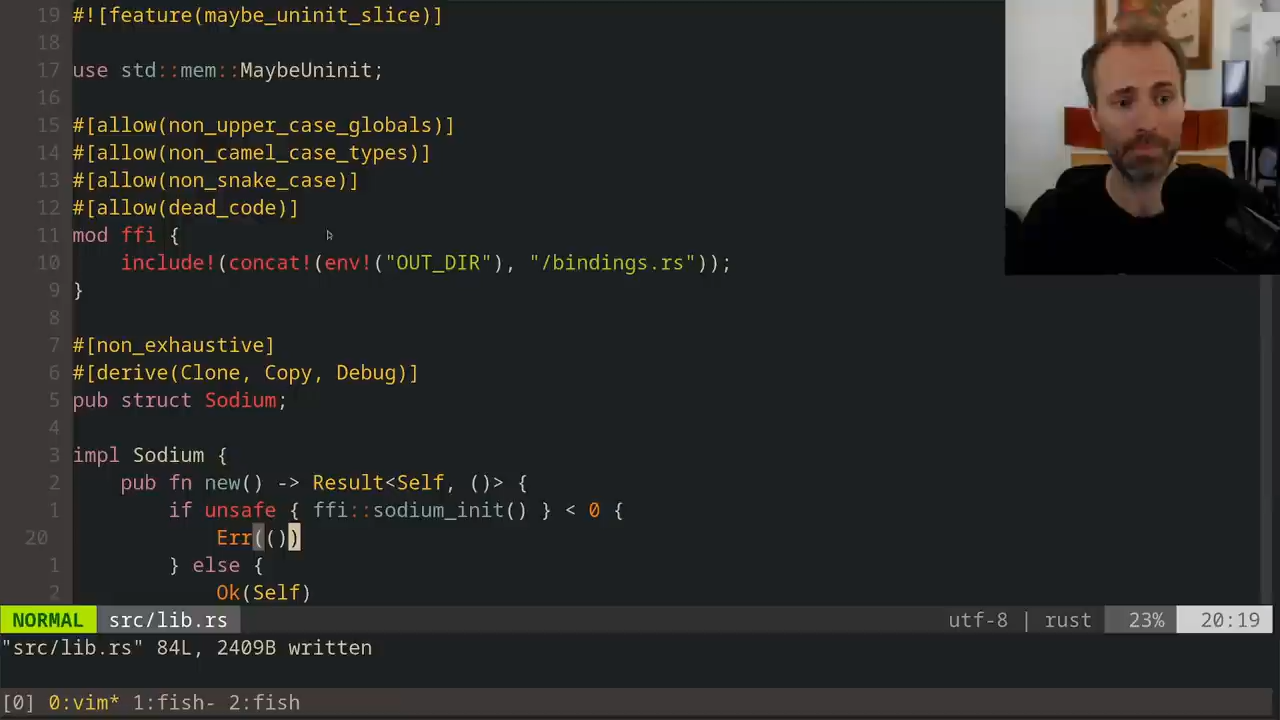 19 #![feature(maybe_uninit_slice)]
18
17 use std::mem::MaybeUninit;
16
15 #[allow(non_upper_case_globals)]
14 #[allow(non_camel_case_types)]
13 #[allow(non_snake_case)]
12 #[allow(dead_code)]
11 mod ffi {
10     include!(concat!(env!("OUT_DIR"), "/bindings.rs"));
9 }
8
7 #[non_exhaustive]
6 #[derive(Clone, Copy, Debug)]
5 pub struct Sodium;
4
3 impl Sodium {
2     pub fn new() -> Result<Self, ()> {
1         if unsafe { ffi::sodium_init() } < 0 {
20             Err(())
1         } else {
2             Ok(Self)
NORMAL src/lib.rs utf-8 | rust 23% 20:19
"src/lib.rs" 84L, 2409B written
[0] 0:vim* 1:fish- 2:fish